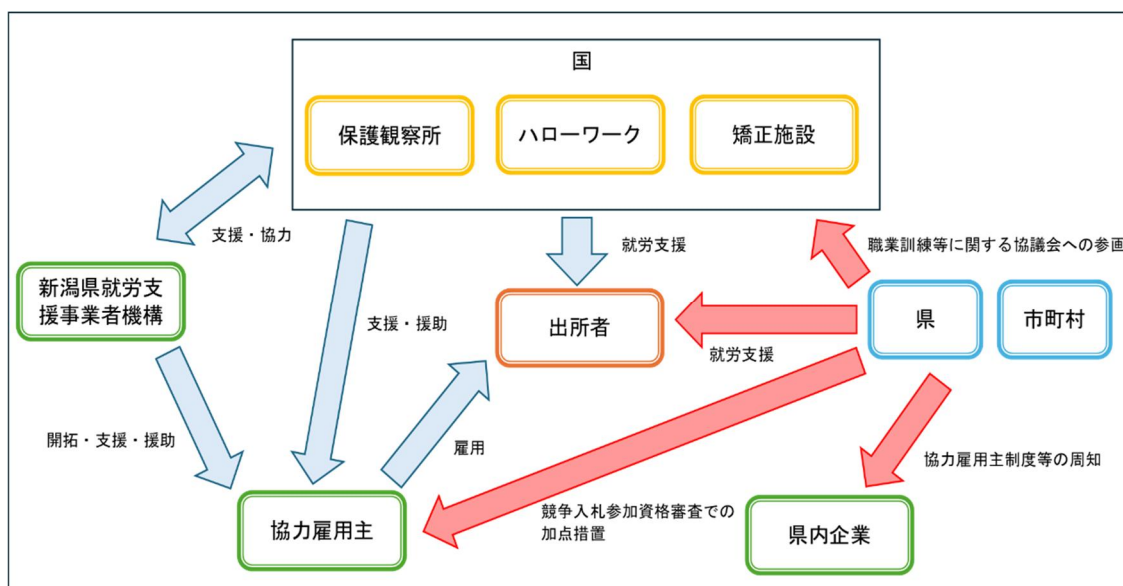 国
保護観察所
ハローワーク
矯正施設
支援・協力
就労支援
職業訓練等に関する協議会への参画
新潟県就労支
援事業者機構
支援・援助
出所者
県
市町村
就労支援
開拓・支援・援助
雇用
協力雇用主制度等の周知
協力雇用主
競争入札参加資格審査での
加点措置
県内企業